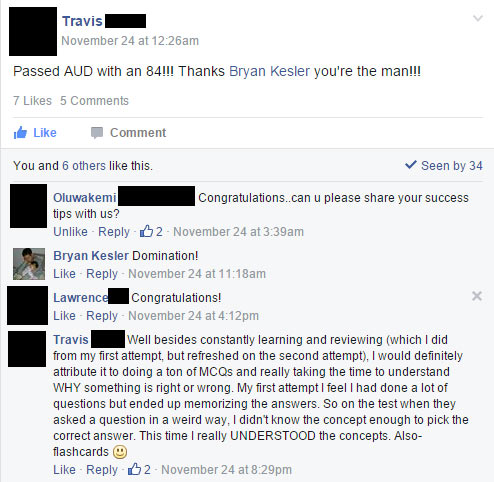 Travis
November 24 at 12:26am
Passed AUD with an 84!!! Thanks Bryan Kesler you're the man!!!
7 Likes 5 Comments
Like Comment
You and 6 others like this. Seen by 34
Oluwakemi Congratulations..can u please share your success
tips with us?
Unlike · Reply · 2 · November 24 at 3:39am
Bryan Kesler Domination!
Like · Reply · November 24 at 11:18am
Lawrence Congratulations!
Like · Reply · November 24 at 4:12pm
Travis Well besides constantly learning and reviewing (which I did
from my first attempt, but refreshed on the second attempt), I would definitely
attribute it to doing a ton of MCQs and really taking the time to understand
WHY something is right or wrong. My first attempt I feel I had done a lot of
questions but ended up memorizing the answers. So on the test when they
asked a question in a weird way, I didn't know the concept enough to pick the
correct answer. This time I really UNDERSTOOD the concepts. Also-
flashcards
Like · Reply · 2 · November 24 at 8:29pm